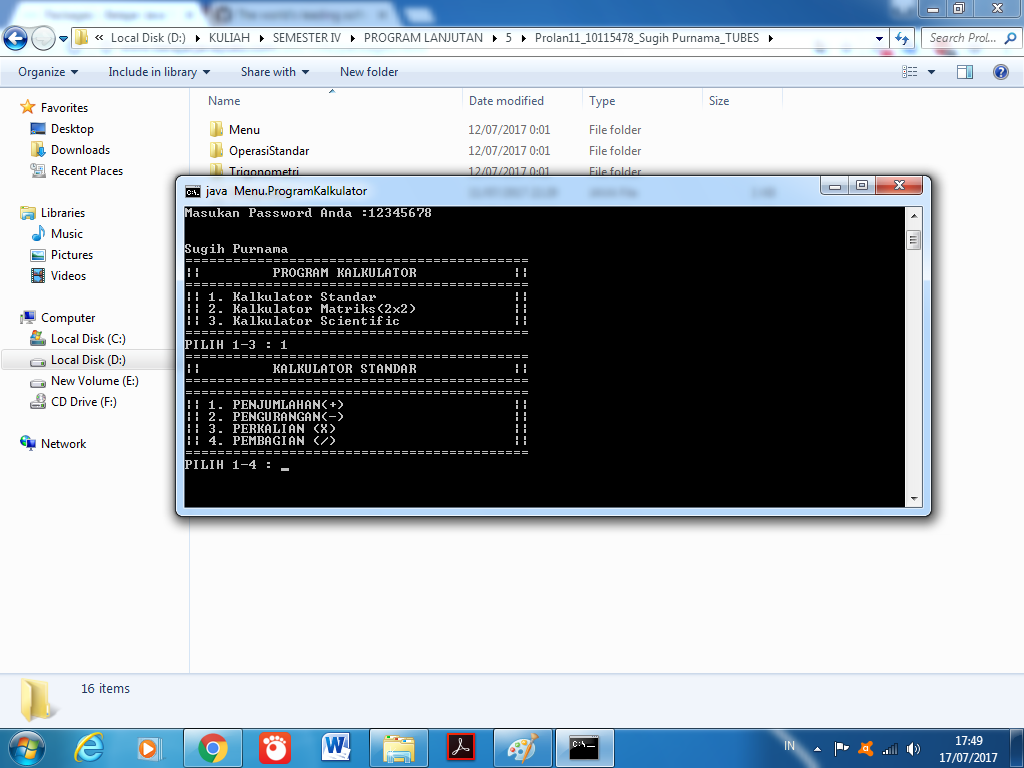 Local Disk (D:) KULIAH SEMESTER IV PROGRAM LANJUTAN 5 Prolan11_10115478_Sugih Purnama_TUBES
Search Prol...
Organize Include in library Share with New folder
Favorites
Desktop
Downloads
Recent Places
Libraries
Music
Pictures
Videos
Computer
Local Disk (C:)
Local Disk (D:)
New Volume (E:)
CD Drive (F:)
Network
Name Date modified Type Size
Menu 12/07/2017 0:01 File folder
OperasiStandar 12/07/2017 0:01 File folder
Trigonometri 12/07/2017 0:01 File folder
C:\ java Menu.ProgramKalkulator
Masukan Password Anda :12345678
Sugih Purnama
===========================================
¦¦ PROGRAM KALKULATOR ¦¦
===========================================
¦¦ 1. Kalkulator Standar ¦¦
¦¦ 2. Kalkulator Matriks(2x2) ¦¦
¦¦ 3. Kalkulator Scientific ¦¦
===========================================
PILIH 1-3 : 1
===========================================
¦¦ KALKULATOR STANDAR ¦¦
===========================================
===========================================
¦¦ 1. PENJUMLAHAN(+) ¦¦
¦¦ 2. PENGURANGAN(-) ¦¦
¦¦ 3. PERKALIAN (X) ¦¦
¦¦ 4. PEMBAGIAN (/) ¦¦
===========================================
PILIH 1-4 : _
16 items
IN
17:49
17/07/2017